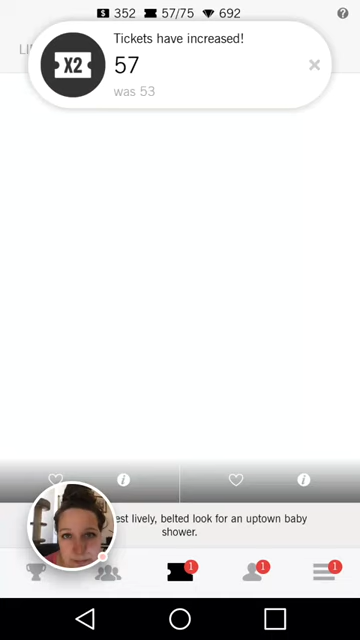 352 57/75 692
?
LI
Tickets have increased!
X2
57
was 53
est lively, belted look for an uptown baby
shower.
1
1
1